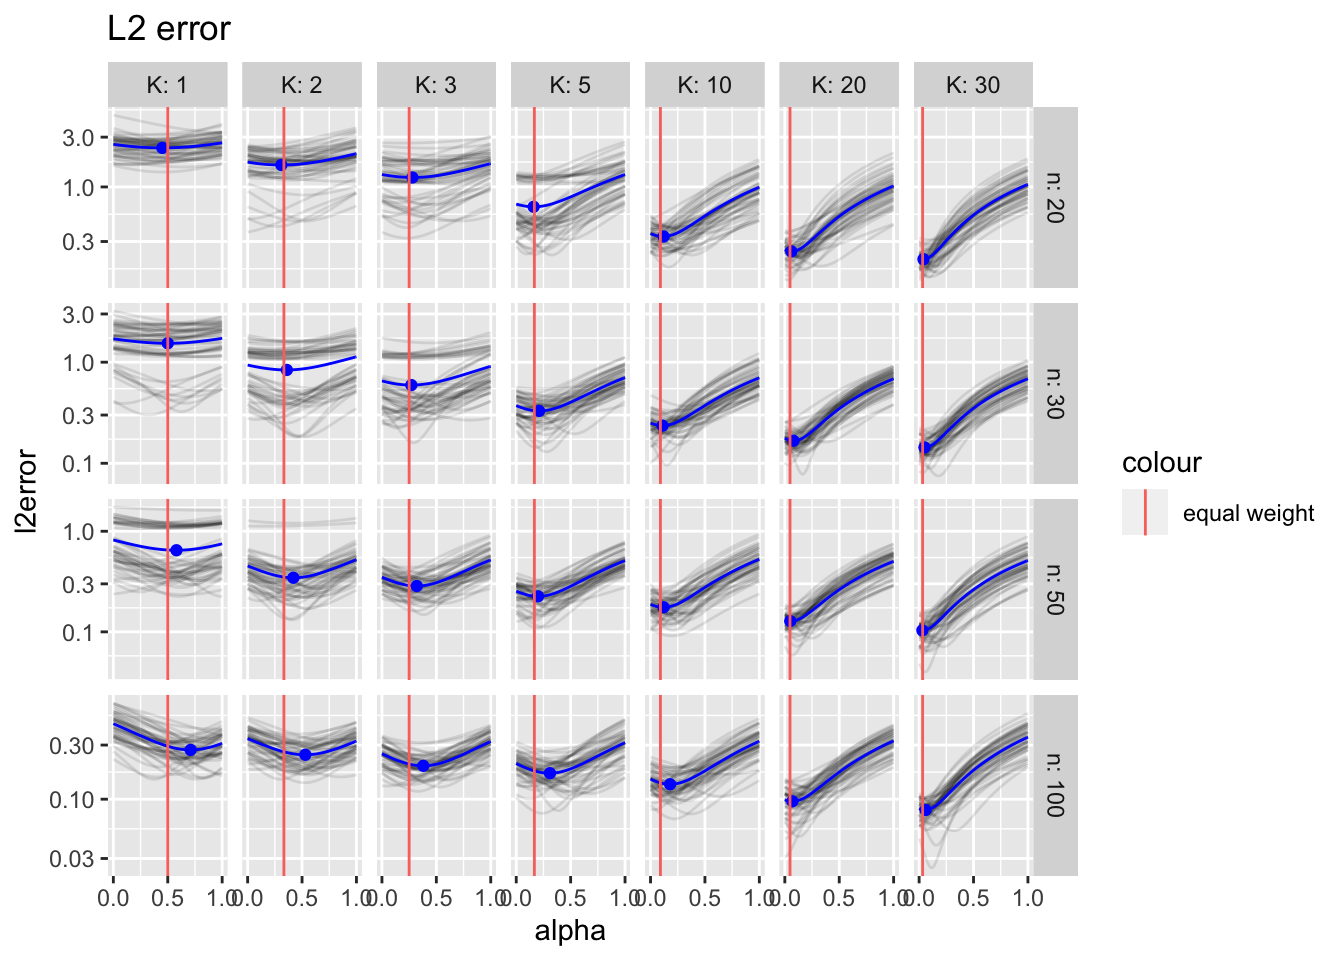 L2 error
K: 1 K: 2 K: 3 K: 5 K: 10 K: 20 K: 30
3.0
1.0
0.3
n: 20
3.0
1.0
0.3
0.1
n: 30
1.0
0.3
0.1
n: 50
0.30
0.10
0.03
n: 100
0.0 0.5 1.0 0.0 0.5 1.0 0.0 0.5 1.0 0.0 0.5 1.0 0.0 0.5 1.0 0.0 0.5 1.0 0.0 0.5 1.0
alpha
l2error
colour
equal weight